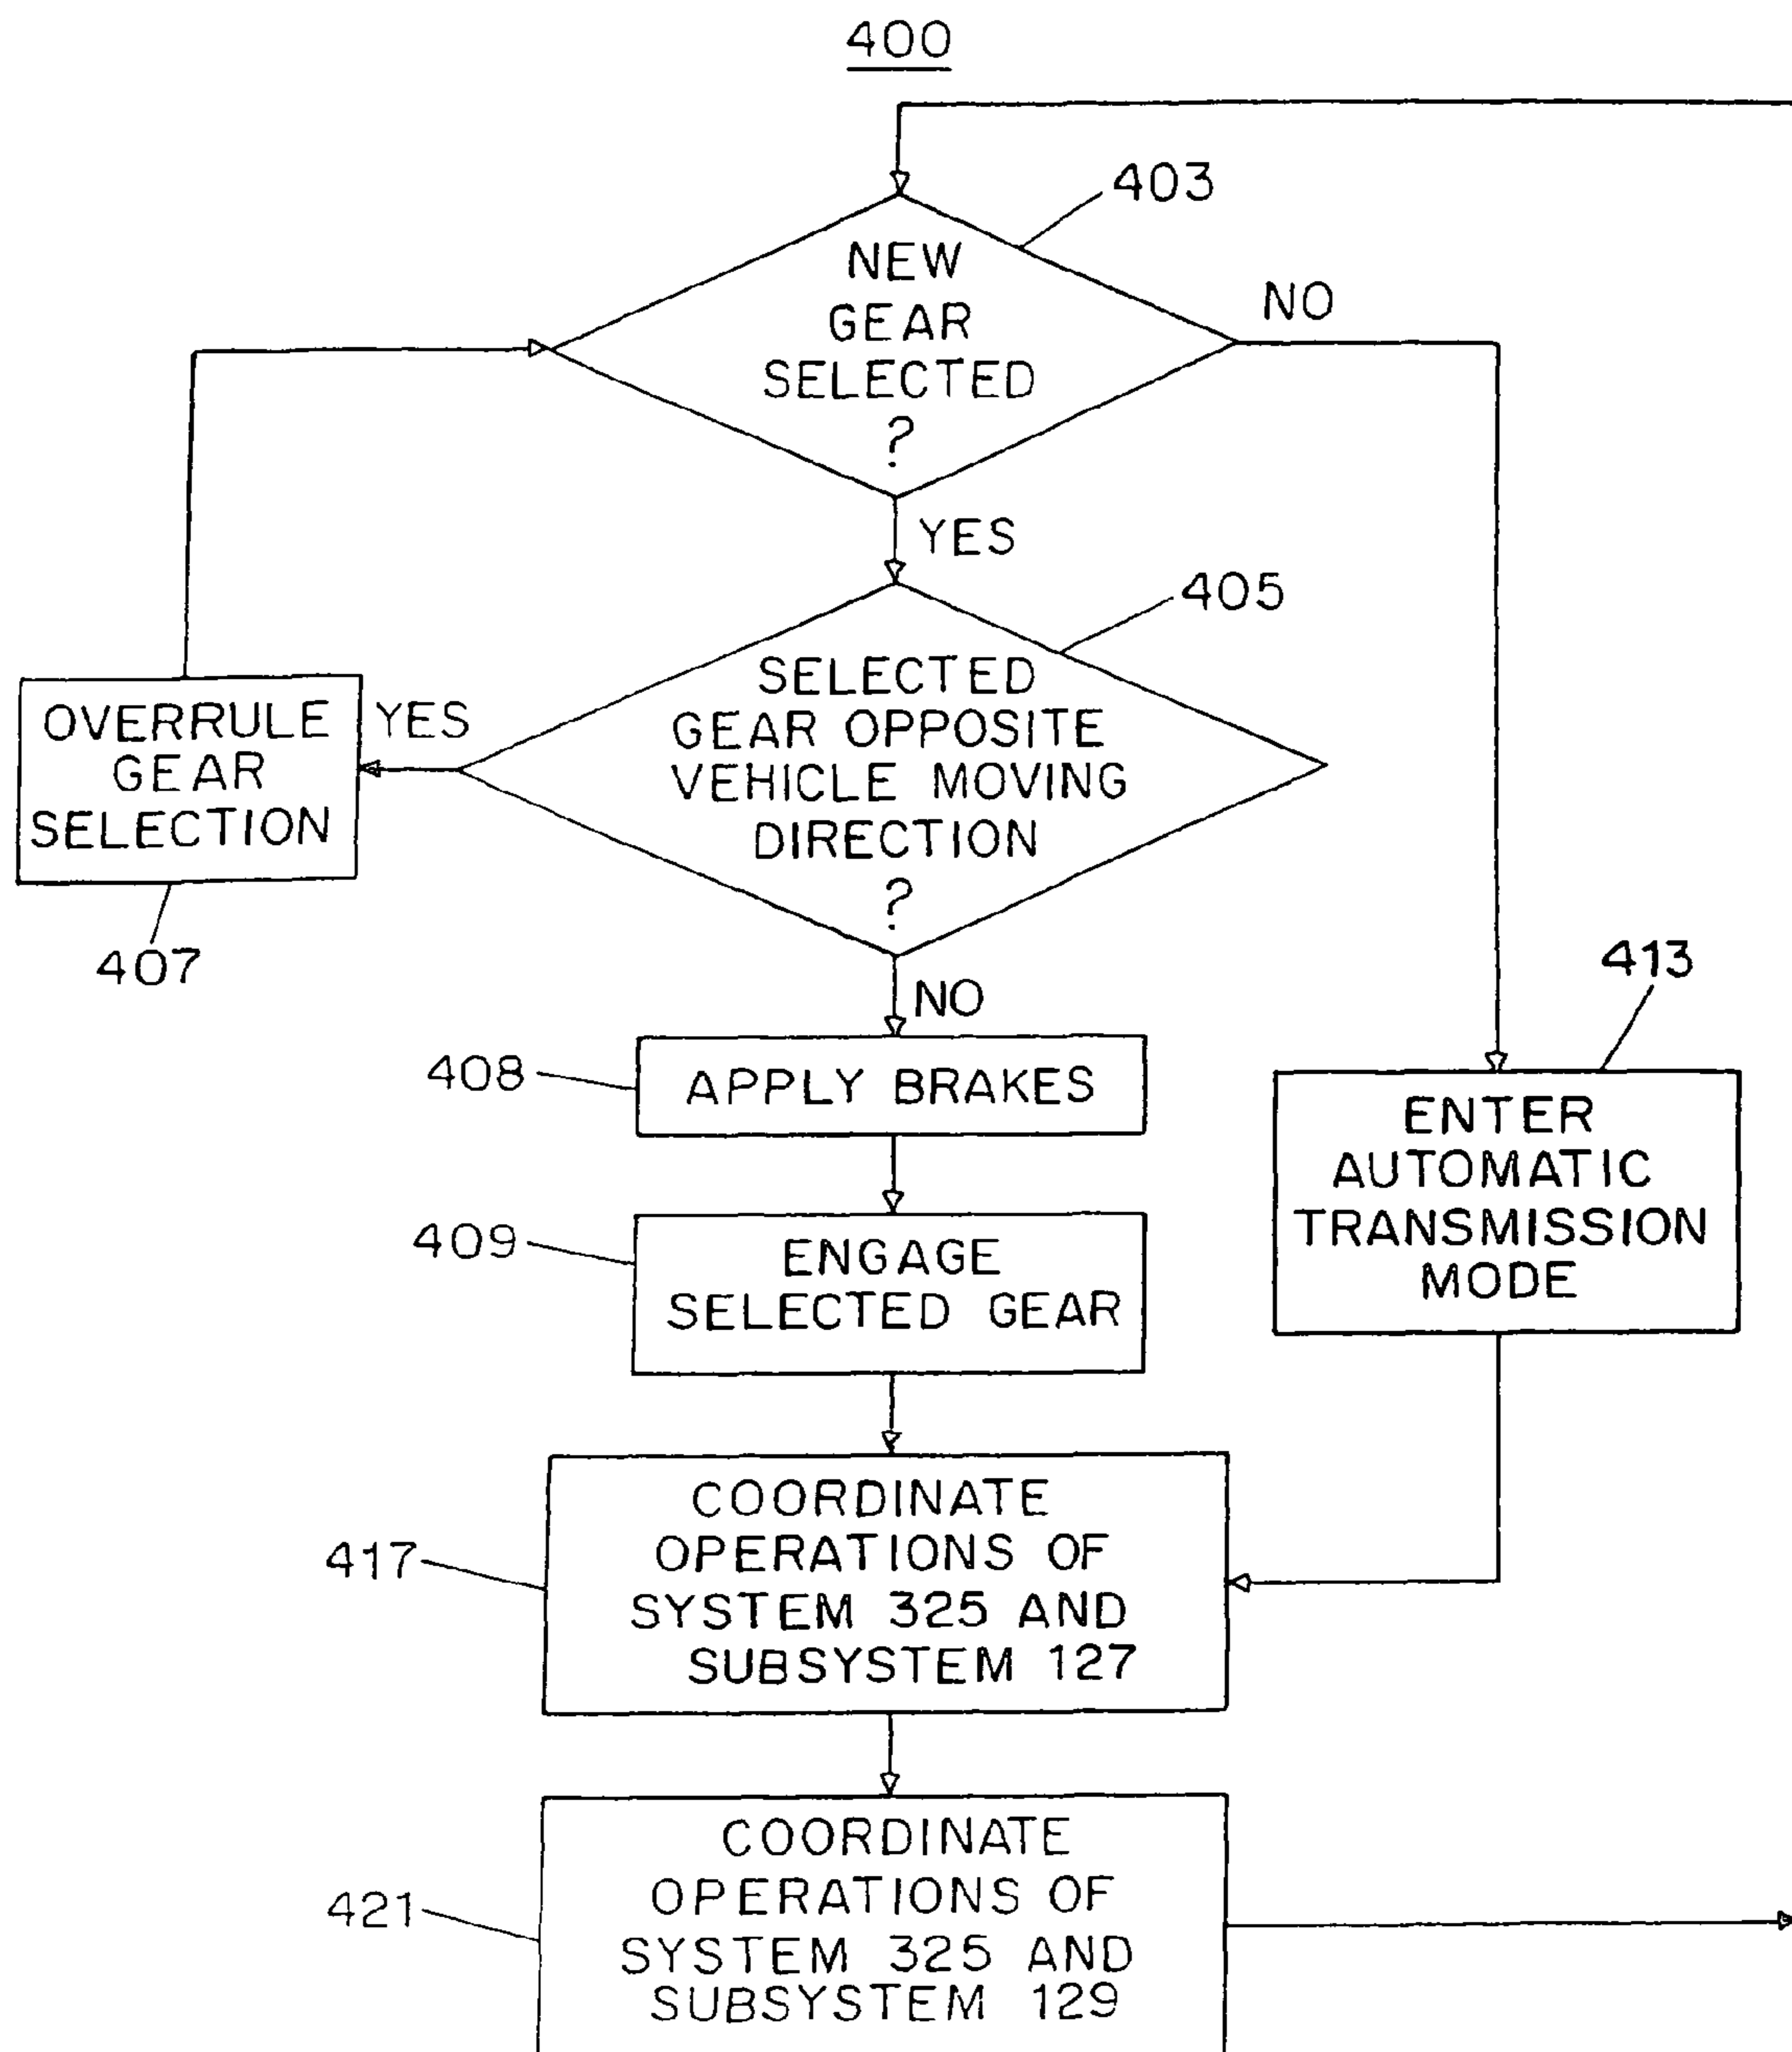 400
403
NEW
GEAR
SELECTED
?
NO
YES
405
SELECTED
GEAR OPPOSITE
VEHICLE MOVING
DIRECTION
?
YES
OVERRULE
GEAR
SELECTION
407
NO
408
APPLY BRAKES
413
ENTER
AUTOMATIC
TRANSMISSION
MODE
409
ENGAGE
SELECTED GEAR
417
COORDINATE
OPERATIONS OF
SYSTEM 325 AND
SUBSYSTEM 127
421
COORDINATE
OPERATIONS OF
SYSTEM 325 AND
SUBSYSTEM 129